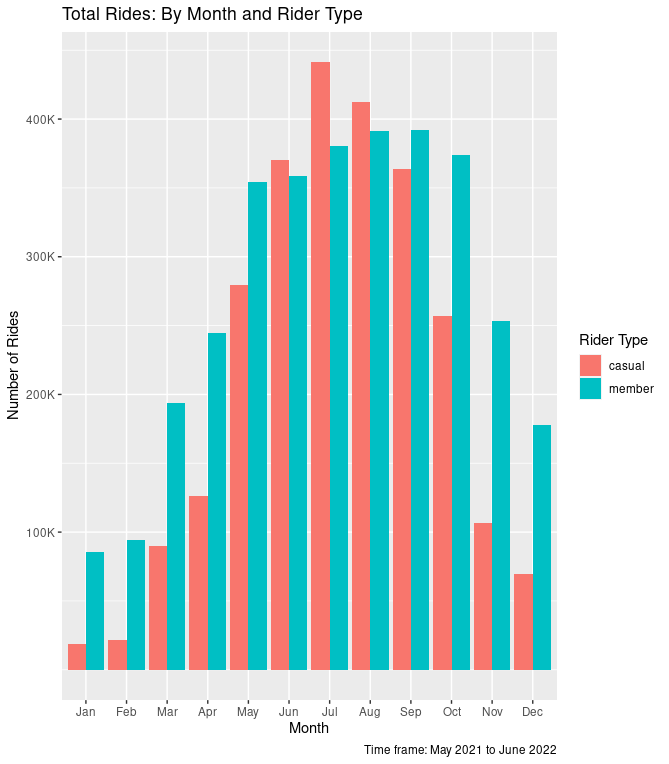 Total Rides: By Month and Rider Type
400K
300K
200K
100K
Number of Rides
Jan Feb Mar Apr May Jun Jul Aug Sep Oct Nov Dec
Month
Rider Type
casual
member
Time frame: May 2021 to June 2022